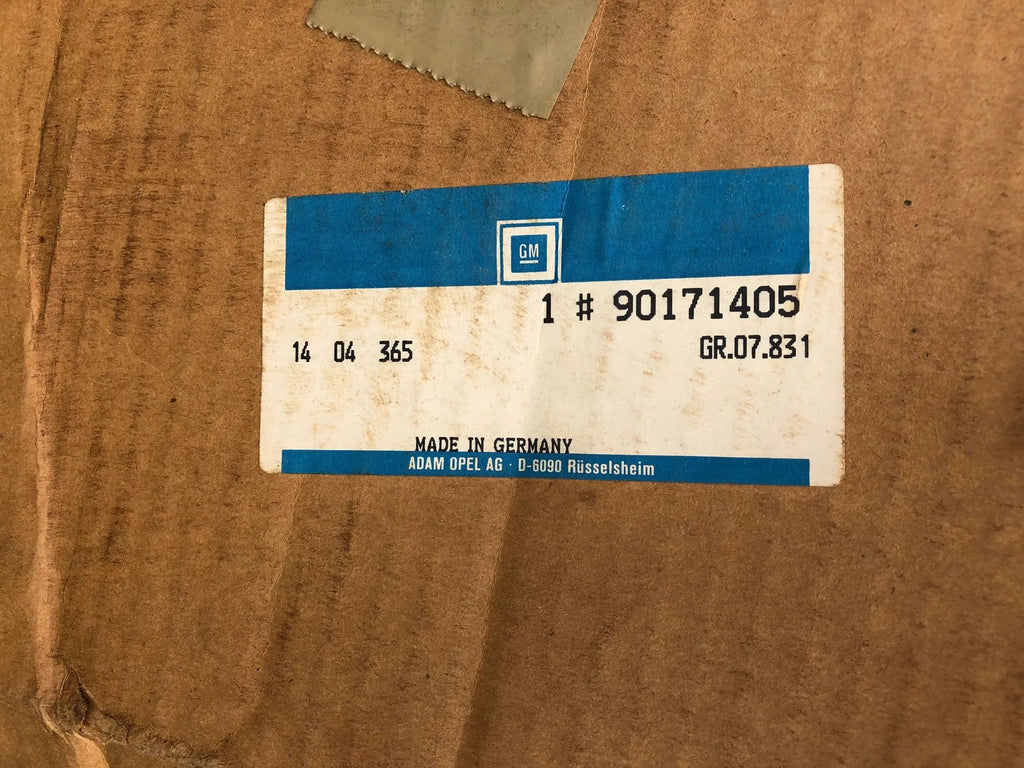 GM
1 # 90171405
14 04 365 GR.07.831
MADE IN GERMANY
ADAM OPEL AG · D-6090 Rüsselsheim